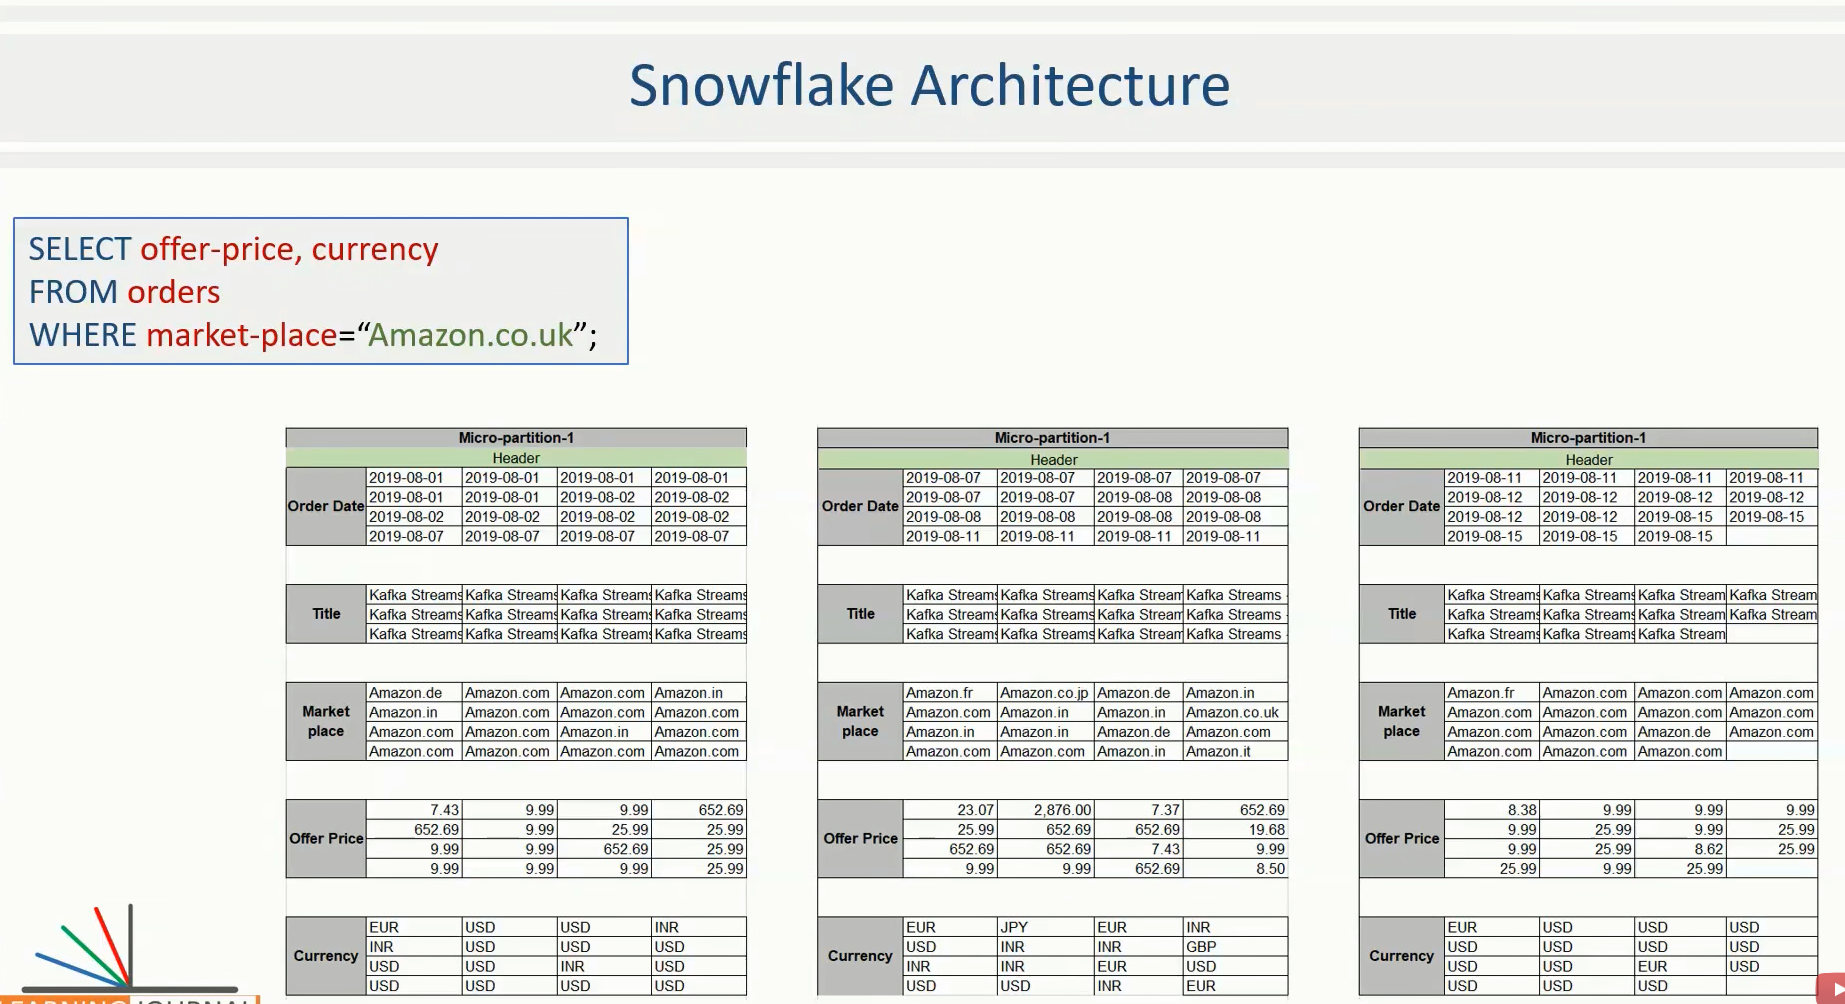 Snowflake Architecture
SELECT offer-price, currency
FROM orders
WHERE market-place=“Amazon.co.uk”;
Micro-partition-1
Header
Order Date
2019-08-01 2019-08-01 2019-08-01 2019-08-01
2019-08-01 2019-08-01 2019-08-02 2019-08-02
2019-08-02 2019-08-02 2019-08-02 2019-08-02
2019-08-07 2019-08-07 2019-08-07 2019-08-07
Title
Kafka Streams Kafka Streams Kafka Streams Kafka Streams
Kafka Streams Kafka Streams Kafka Streams Kafka Streams
Kafka Streams Kafka Streams Kafka Streams Kafka Streams
Market
place
Amazon.de Amazon.com Amazon.com Amazon.in
Amazon.in Amazon.com Amazon.com Amazon.com
Amazon.com Amazon.com Amazon.in Amazon.com
Amazon.com Amazon.com Amazon.com Amazon.com
Offer Price
7.43 9.99 9.99 652.69
652.69 9.99 25.99 25.99
9.99 9.99 652.69 25.99
9.99 9.99 9.99 25.99
Currency
EUR USD USD INR
INR USD USD USD
USD USD INR USD
USD USD USD USD
Micro-partition-1
Header
Order Date
2019-08-07 2019-08-07 2019-08-07 2019-08-07
2019-08-07 2019-08-07 2019-08-08 2019-08-08
2019-08-08 2019-08-08 2019-08-08 2019-08-08
2019-08-11 2019-08-11 2019-08-11 2019-08-11
Title
Kafka Streams Kafka Streams Kafka Stream Kafka Streams -
Kafka Streams Kafka Streams Kafka Stream Kafka Streams -
Kafka Streams Kafka Streams Kafka Stream Kafka Streams -
Market
place
Amazon.fr Amazon.co.jp Amazon.de Amazon.in
Amazon.com Amazon.in Amazon.in Amazon.co.uk
Amazon.in Amazon.in Amazon.de Amazon.com
Amazon.com Amazon.com Amazon.in Amazon.it
Offer Price
23.07 2,876.00 7.37 652.69
25.99 652.69 652.69 19.68
652.69 652.69 7.43 9.99
9.99 9.99 652.69 8.50
Currency
EUR JPY EUR INR
USD INR INR GBP
INR INR EUR USD
USD USD INR EUR
Micro-partition-1
Header
Order Date
2019-08-11 2019-08-11 2019-08-11 2019-08-11
2019-08-12 2019-08-12 2019-08-12 2019-08-12
2019-08-12 2019-08-12 2019-08-15 2019-08-15
2019-08-15 2019-08-15 2019-08-15
Title
Kafka Streams Kafka Streams Kafka Stream Kafka Stream
Kafka Streams Kafka Streams Kafka Stream Kafka Stream
Kafka Streams Kafka Streams Kafka Stream
Market
place
Amazon.fr Amazon.com Amazon.com Amazon.com
Amazon.com Amazon.com Amazon.com Amazon.com
Amazon.com Amazon.com Amazon.de Amazon.com
Amazon.com Amazon.com Amazon.com
Offer Price
8.38 9.99 9.99 9.99
9.99 25.99 9.99 25.99
9.99 25.99 8.62 25.99
25.99 9.99 25.99
Currency
EUR USD USD USD
USD USD USD USD
USD USD EUR USD
USD USD USD
LEARNING JOURNAL